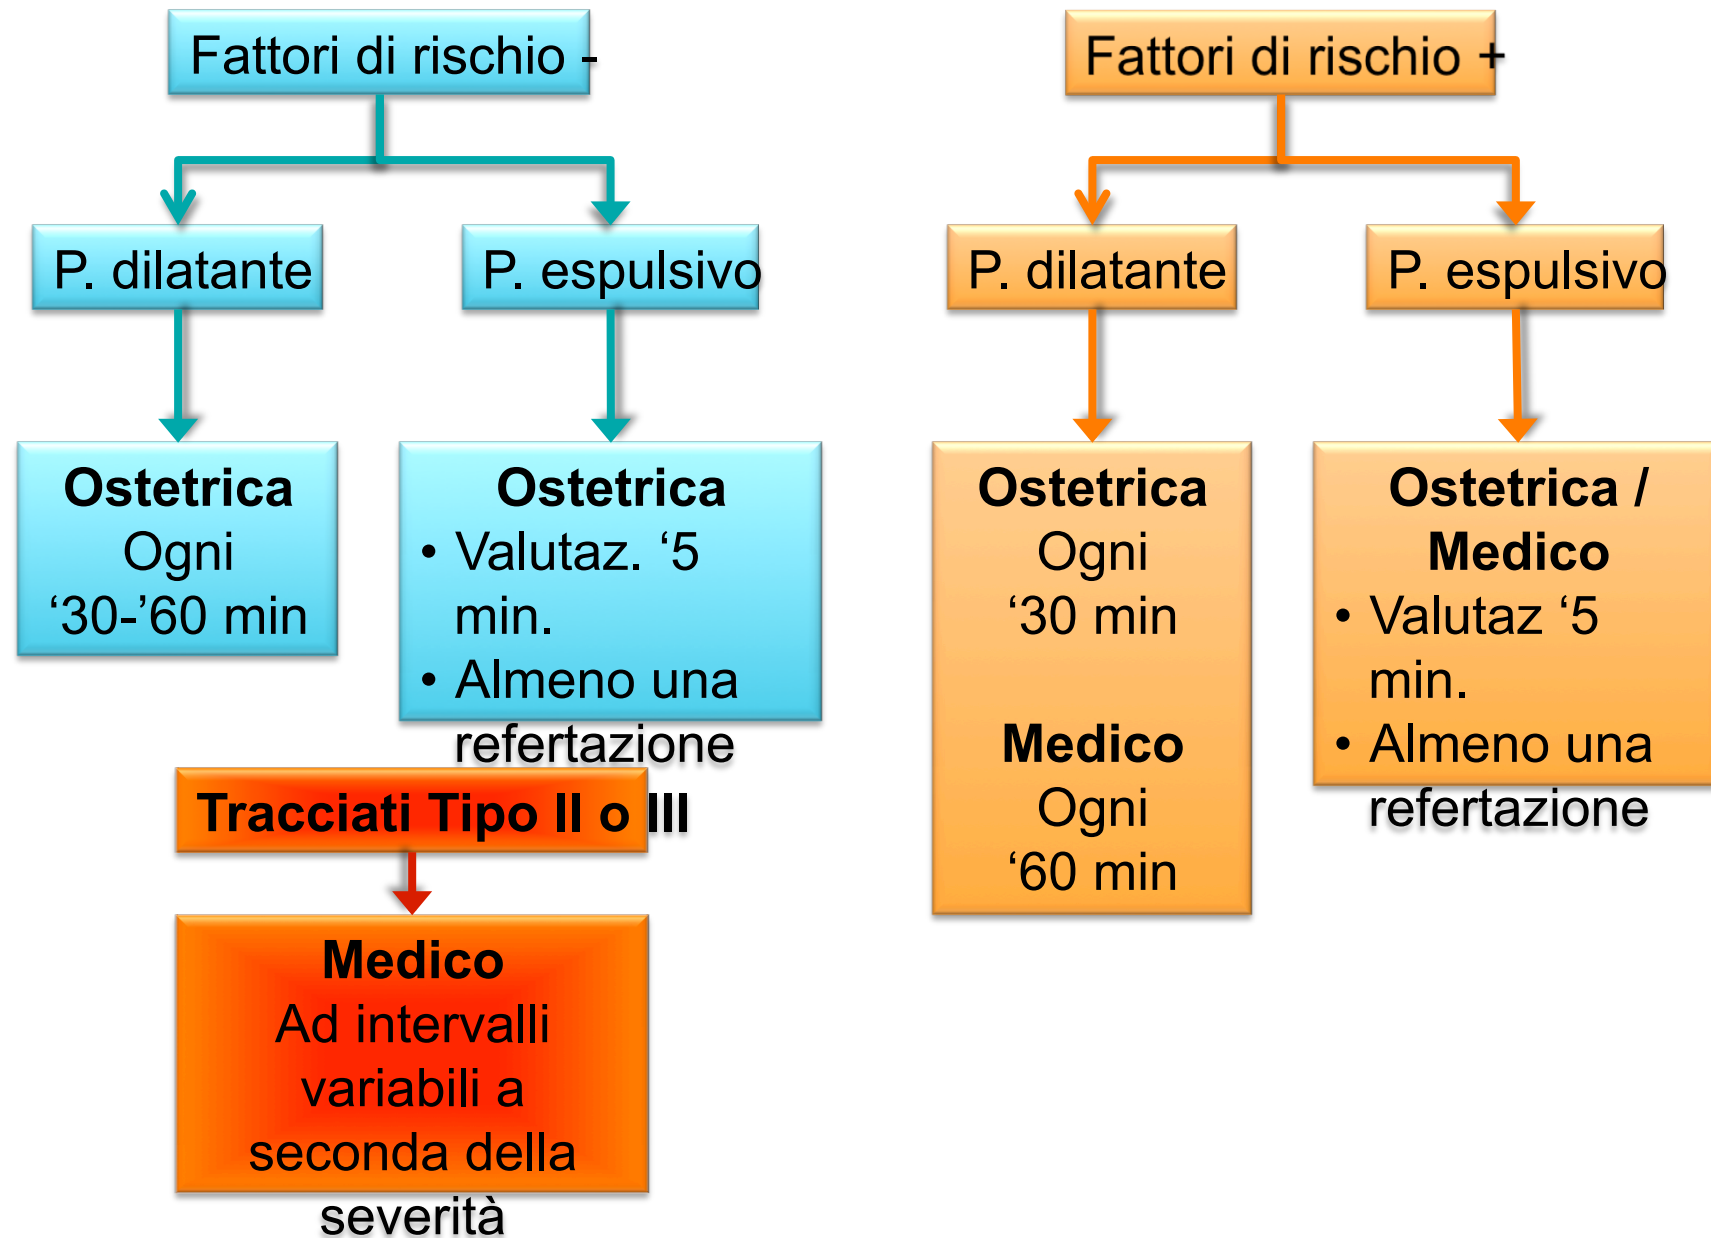 Fattori di rischio -
P. dilatante
P. espulsivo
Ostetrica
Ogni
‘30-’60 min
Ostetrica
• Valutaz. ‘5
min.
• Almeno una
refertazione
Tracciati Tipo II o III
Medico
Ad intervalli
variabili a
seconda della
severità
Fattori di rischio +
P. dilatante
P. espulsivo
Ostetrica
Ogni
‘30 min
Medico
Ogni
‘60 min
Ostetrica /
Medico
• Valutaz ‘5
min.
• Almeno una
refertazione